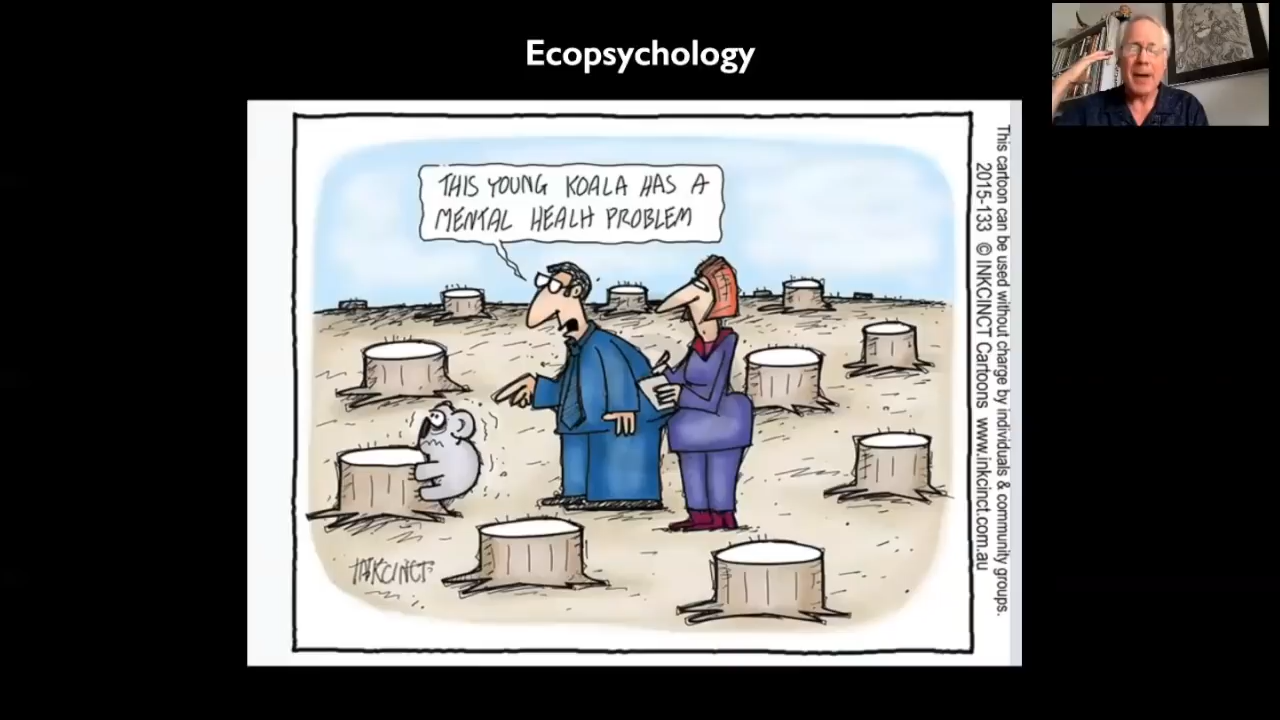 Ecopsychology
THIS YOUNG KOALA HAS A
MENTAL HEALH PROBLEM
INKCINCT
This cartoon can be used without charge by individuals & community groups.
2015-133 © INKCINCT Cartoons www.inkcinct.com.au